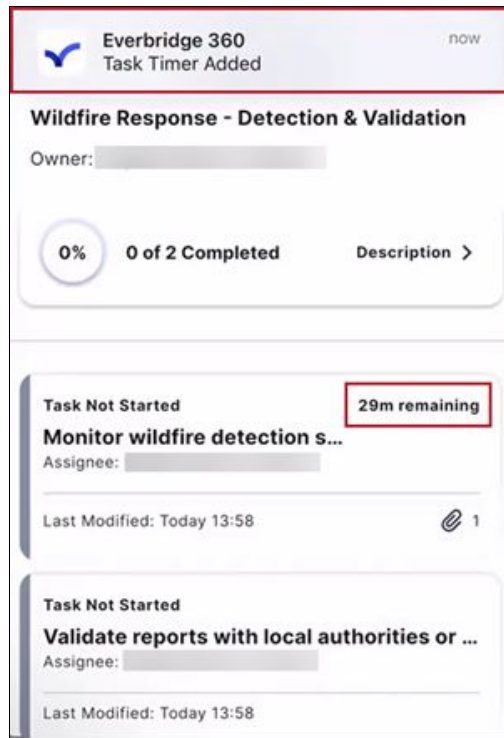 Everbridge 360
now
Task Timer Added
Wildfire Response - Detection & Validation
Owner:
0%
0 of 2 Completed
Description
Task Not Started
29m remaining
Monitor wildfire detection s...
Assignee:
Last Modified: Today 13:58
1
Task Not Started
Validate reports with local authorities or ...
Assignee:
Last Modified: Today 13:58